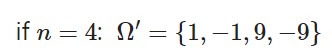 if n = 4: Ω′ = {1, −1, 9, −9}